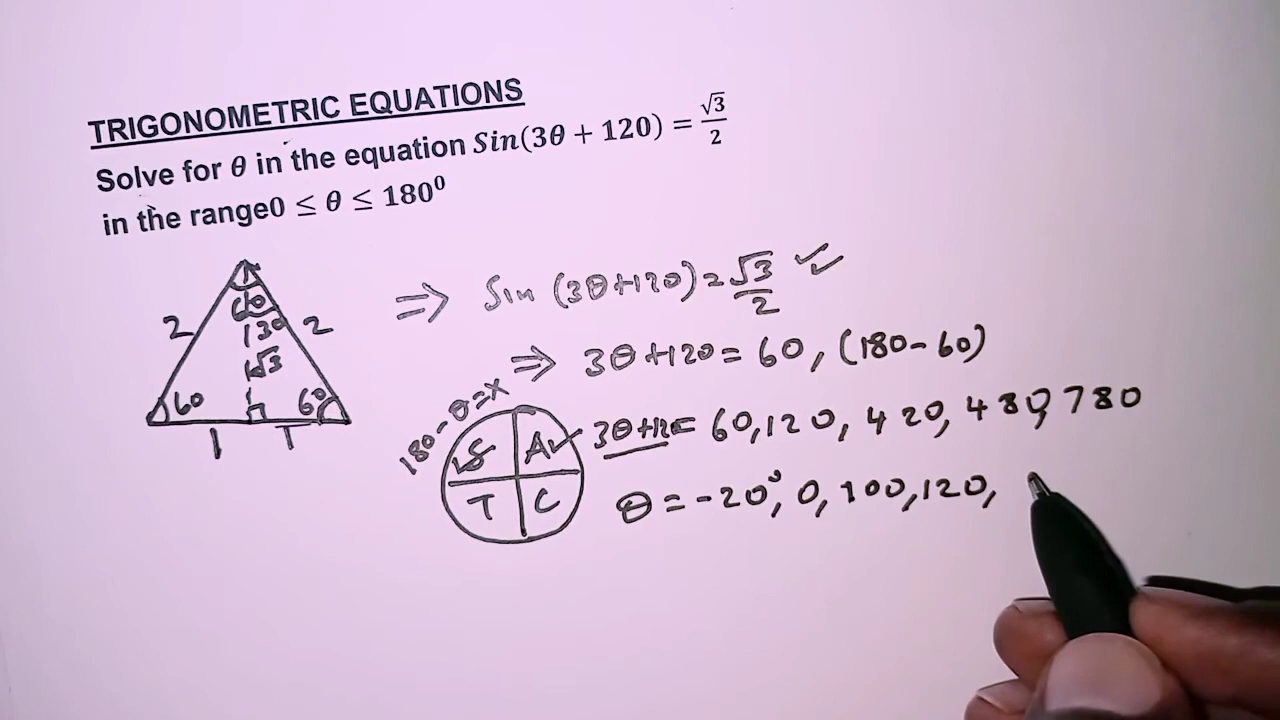 TRIGONOMETRIC EQUATIONS
Solve for θ in the equation Sin(3θ + 120) = √3/2
in the range0 ≤ θ ≤ 180⁰
⇒ Sin (3θ+120) = √3/2
⇒ 3θ+120 = 60, (180-60)
3θ+12= 60, 120, 420, 480, 780
θ = -20°, 0, 100, 120,
60
30
2 2
√3
60 60
1 1
180 - θ = X
S A
T C